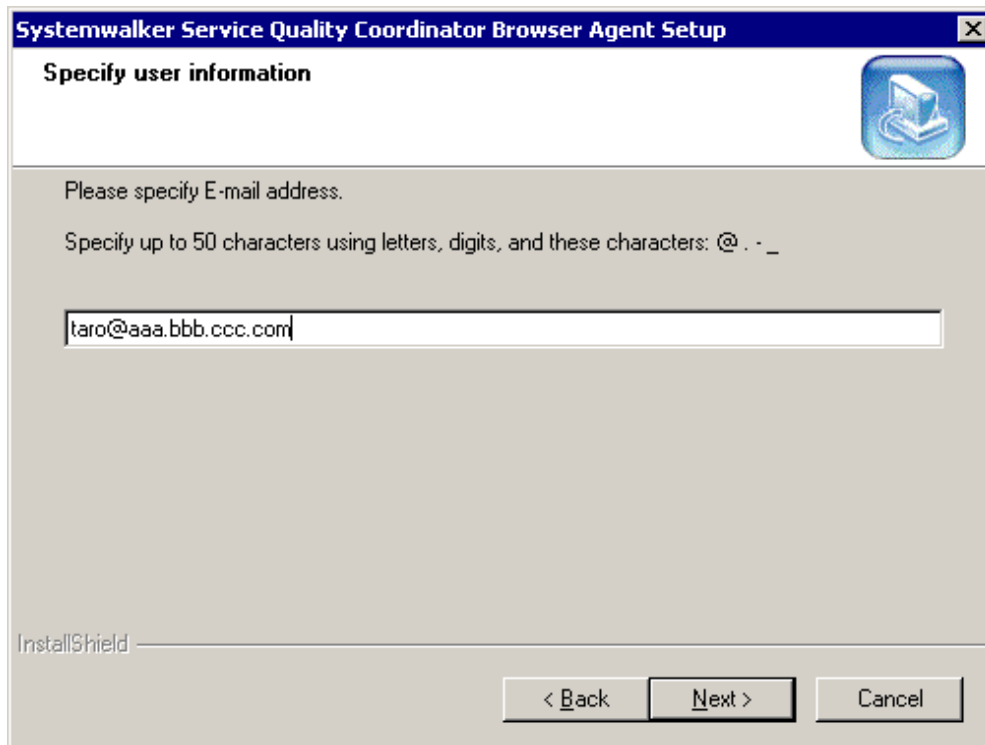 Systemwalker Service Quality Coordinator Browser Agent Setup
Specify user information
Please specify E-mail address.
Specify up to 50 characters using letters, digits, and these characters: @ . - _
taro@aaa.bbb.ccc.com
InstallShield
< Back Next > Cancel